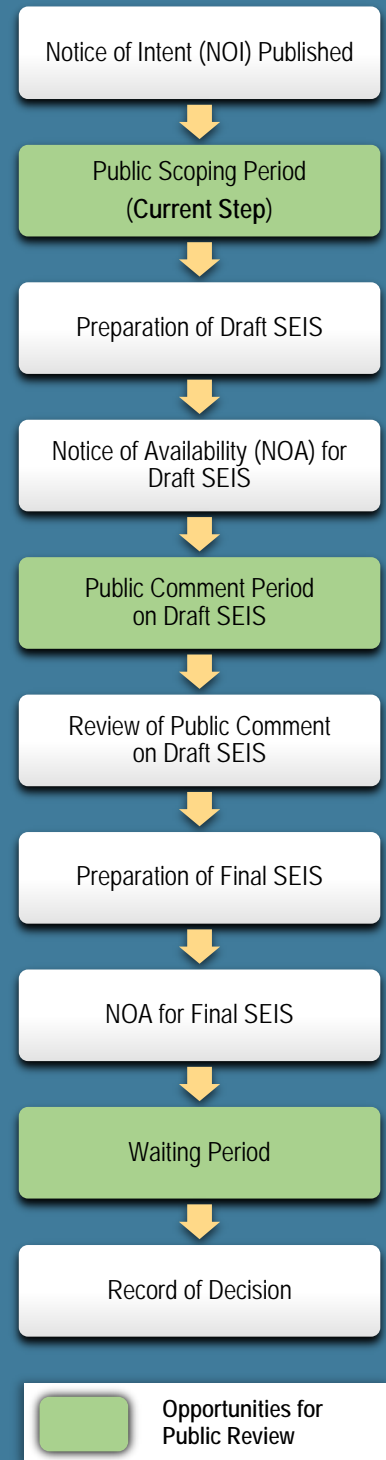 Notice of Intent (NOI) Published
Public Scoping Period
(Current Step)
Preparation of Draft SEIS
Notice of Availability (NOA) for
Draft SEIS
Public Comment Period
on Draft SEIS
Review of Public Comment
on Draft SEIS
Preparation of Final SEIS
NOA for Final SEIS
Waiting Period
Record of Decision
Opportunities for
Public Review